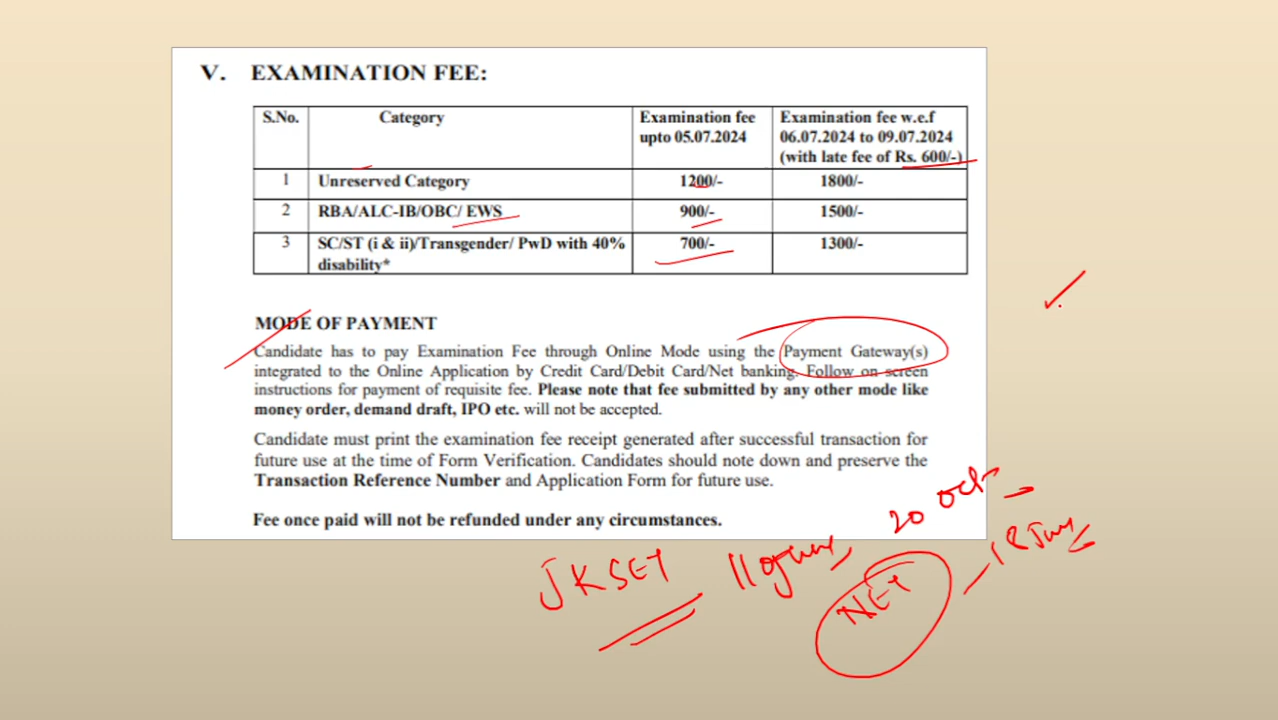 V. EXAMINATION FEE:
S.No. Category Examination fee upto 05.07.2024 Examination fee w.e.f 06.07.2024 to 09.07.2024 (with late fee of Rs. 600/-)
1 Unreserved Category 1200/- 1800/-
2 RBA/ALC-IB/OBC/ EWS 900/- 1500/-
3 SC/ST (i & ii)/Transgender/ PwD with 40% disability* 700/- 1300/-
MODE OF PAYMENT
Candidate has to pay Examination Fee through Online Mode using the Payment Gateway(s)
integrated to the Online Application by Credit Card/Debit Card/Net banking. Follow on screen
instructions for payment of requisite fee. Please note that fee submitted by any other mode like
money order, demand draft, IPO etc. will not be accepted.
Candidate must print the examination fee receipt generated after successful transaction for
future use at the time of Form Verification. Candidates should note down and preserve the
Transaction Reference Number and Application Form for future use.
Fee once paid will not be refunded under any circumstances.
20 oct
JKSET 11
NET 18